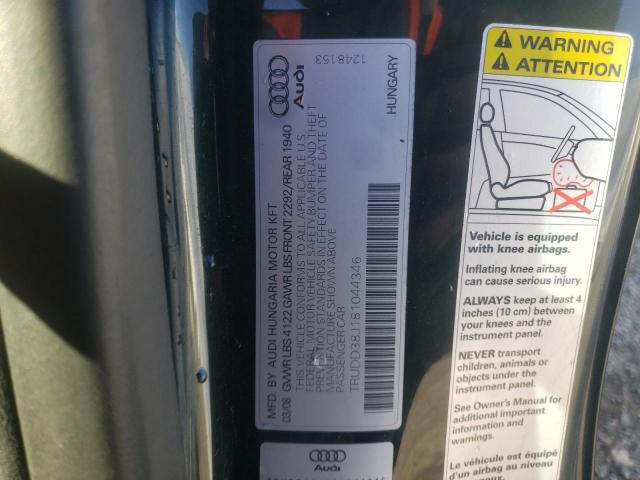 MFD. BY AUDI HUNGARIA MOTOR KFT
03/08 GVWR LBS 4122 GAWR LBS FRONT 2292/REAR 1940
THIS VEHICLE CONFORMS TO ALL APPLICABLE U.S.
FEDERAL MOTOR VEHICLE SAFETY, BUMPER AND THEFT
PREVENTION STANDARDS IN EFFECT ON THE DATE OF
MANUFACTURE SHOWN ABOVE
PASSENGER CAR
TRUDD38J181044346
Audi
1248153
HUNGARY
WARNING
ATTENTION
Vehicle is equipped
with knee airbags.
Inflating knee airbag
can cause serious injury.
ALWAYS keep at least 4
inches (10 cm) between
your knees and the
instrument panel.
NEVER transport
children, animals or
objects under the
instrument panel.
See Owner's Manual for
additional important
information and
warnings.
Le véhicule est équipé
d'un airbag au niveau
Audi